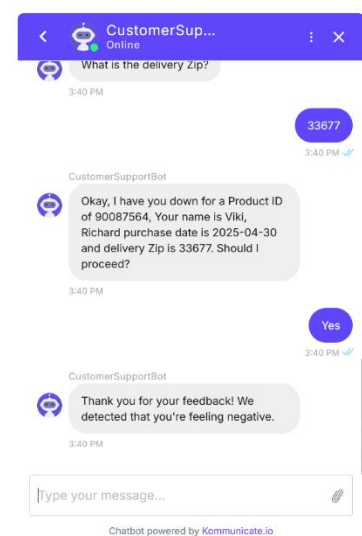 CustomerSup...
Online
What is the delivery Zip?
3:40 PM
33677
3:40 PM
CustomerSupportBot
Okay, I have you down for a Product ID
of 90087564, Your name is Viki,
Richard purchase date is 2025-04-30
and delivery Zip is 33677. Should I
proceed?
3:40 PM
Yes
3:40 PM
CustomerSupportBot
Thank you for your feedback! We
detected that you're feeling negative.
3:40 PM
Type your message...
Chatbot powered by Kommunicate.io